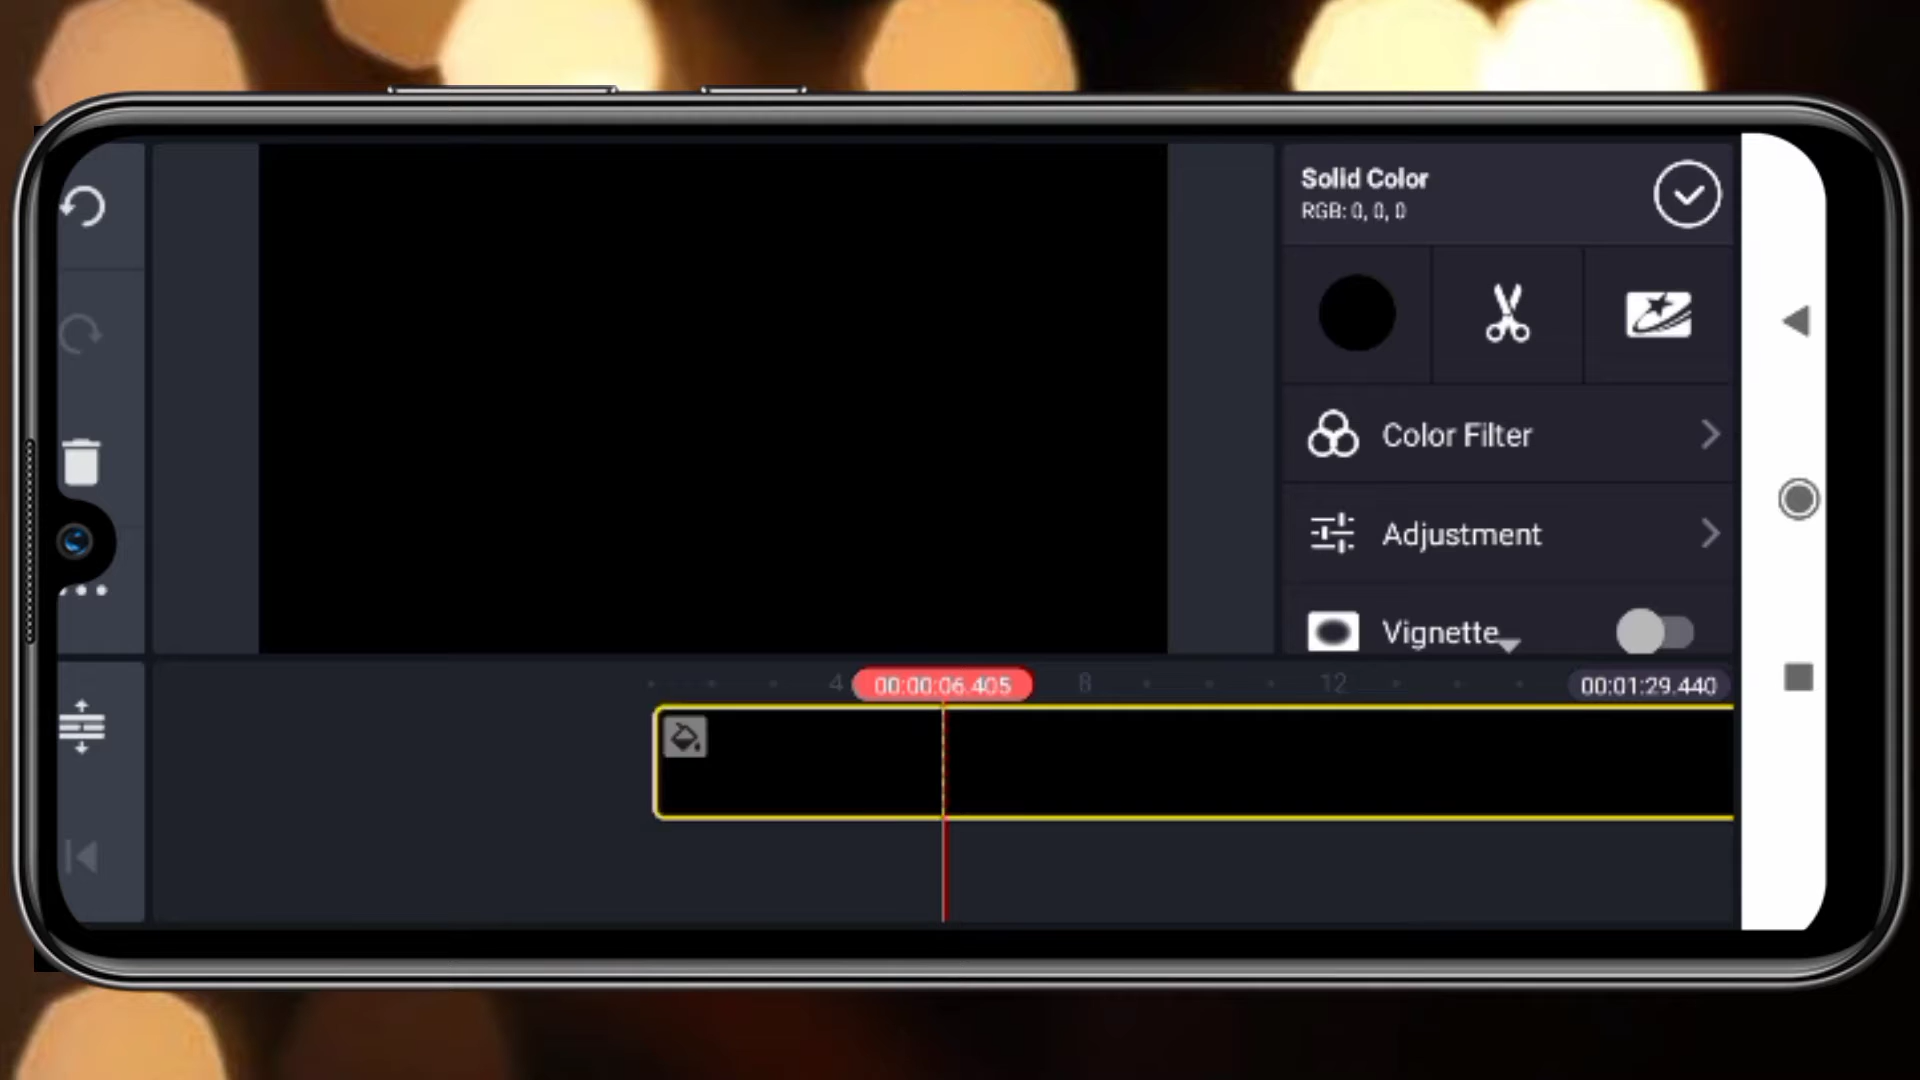 Solid Color
RGB: 0, 0, 0
Color Filter
Adjustment
Vignette
4 00:00:06.405 8 12 00:01:29.440